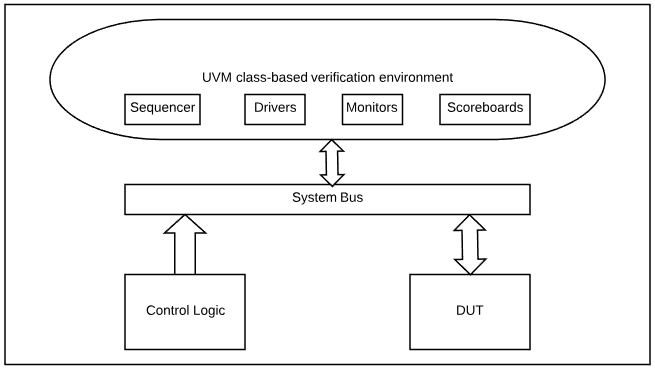 UVM class-based verification environment
Sequencer
Drivers
Monitors
Scoreboards
System Bus
Control Logic
DUT